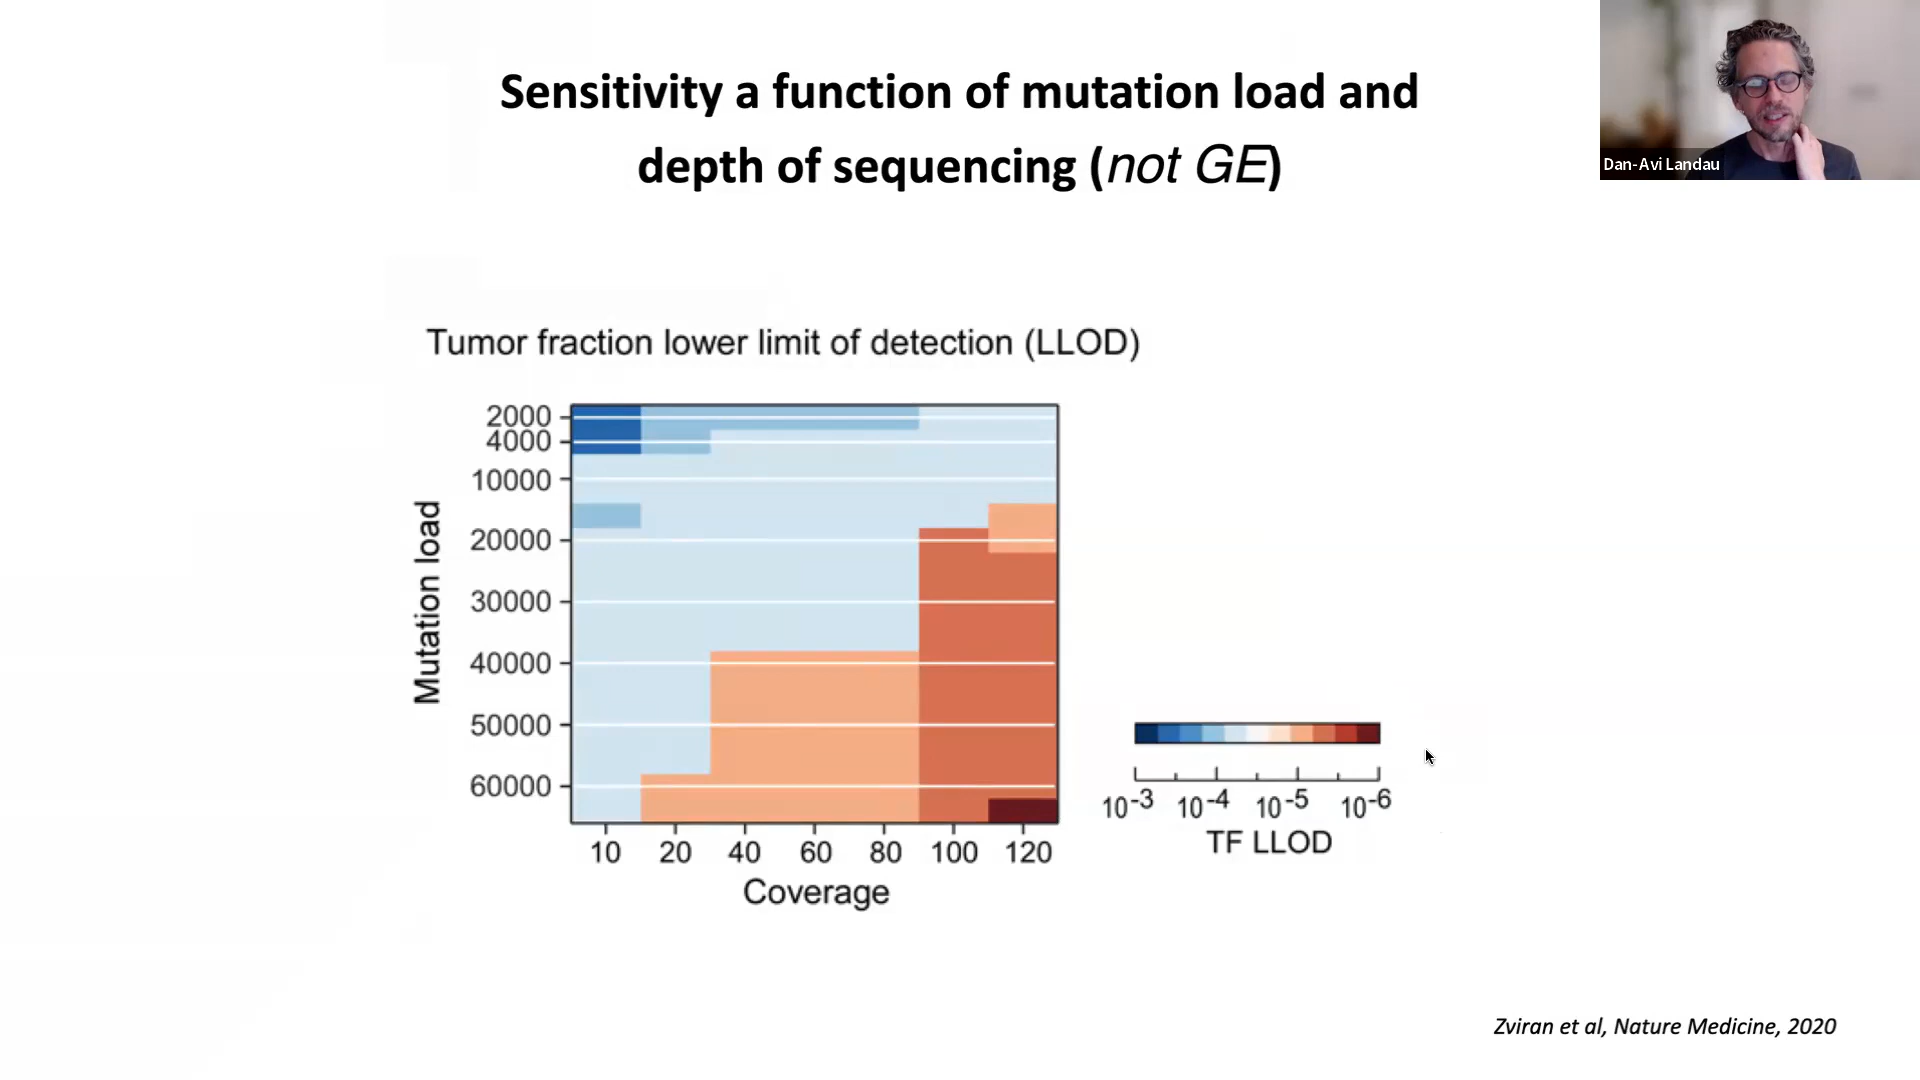 Sensitivity a function of mutation load and
depth of sequencing (not GE)
Dan-Avi Landau
Tumor fraction lower limit of detection (LLOD)
Mutation load
2000
4000
10000
20000
30000
40000
50000
60000
10 20 40 60 80 100 120
Coverage
10-3 10-4 10-5 10-6
TF LLOD
Zviran et al, Nature Medicine, 2020